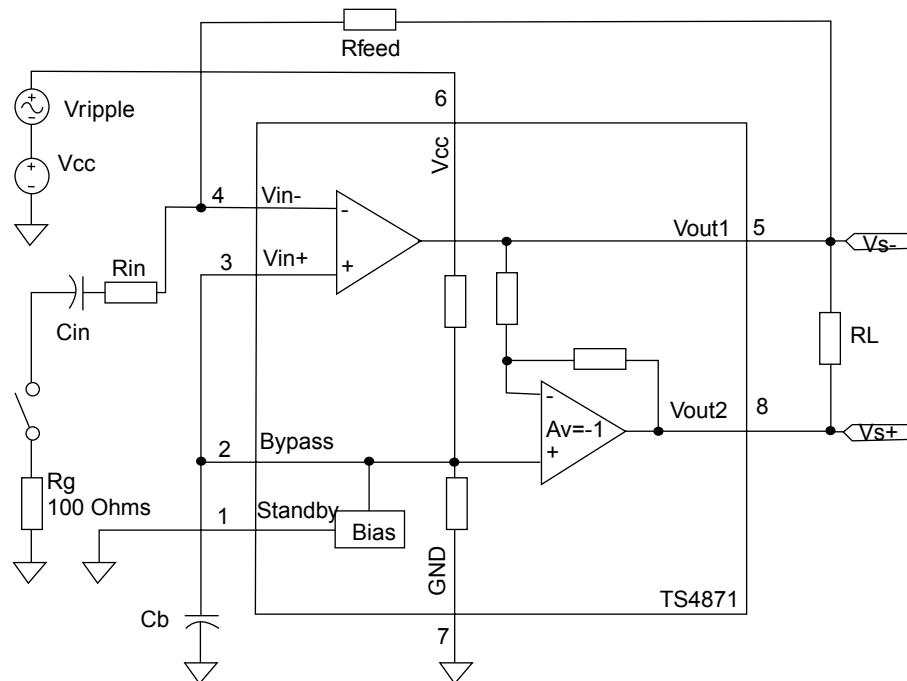 Rfeed
6
Vripple
Vcc
Vcc
4
Vin-
-
Vout1
5
Vs-
3
Vin+
+
Rin
Cin
RL
-
Vout2
8
Av=-1
Vs+
2
Bypass
+
Rg
100 Ohms
1
Standby
Bias
GND
TS4871
Cb
7